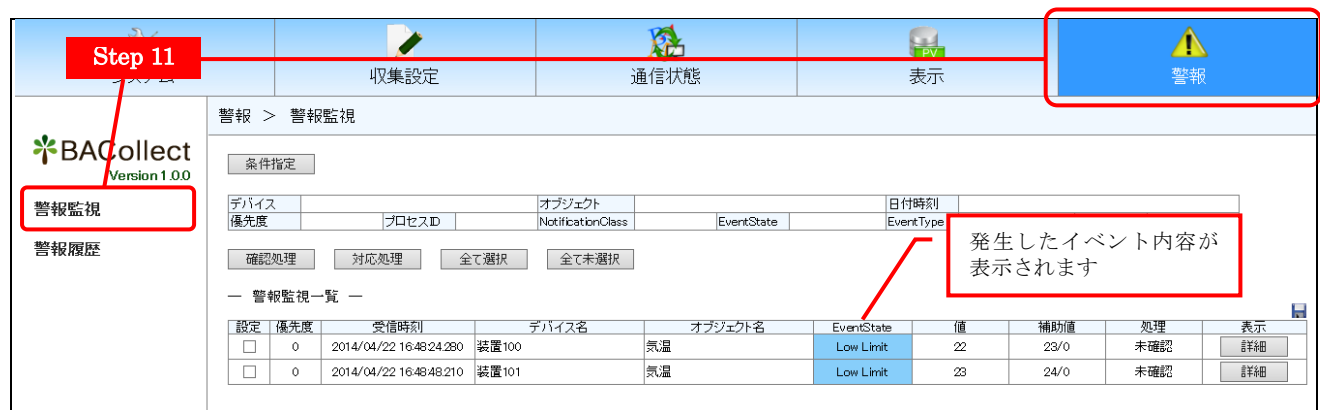 Step 11
システム
収集設定
通信状態
PV
表示
警報
警報 ＞ 警報監視
BACollect
Version 1.0.0
警報監視
警報履歴
条件指定
デバイス オブジェクト 日付時刻
優先度 プロセスID NotificationClass EventState EventType
発生したイベント内容が
表示されます
確認処理 対応処理 全て選択 全て未選択
― 警報監視一覧 ―
設定 優先度 受信時刻 デバイス名 オブジェクト名 EventState 値 補助値 処理 表示
0 2014/04/22 16:48:24.280 装置100 気温 Low Limit 22 23/0 未確認 詳細
0 2014/04/22 16:48:48.210 装置101 気温 Low Limit 23 24/0 未確認 詳細